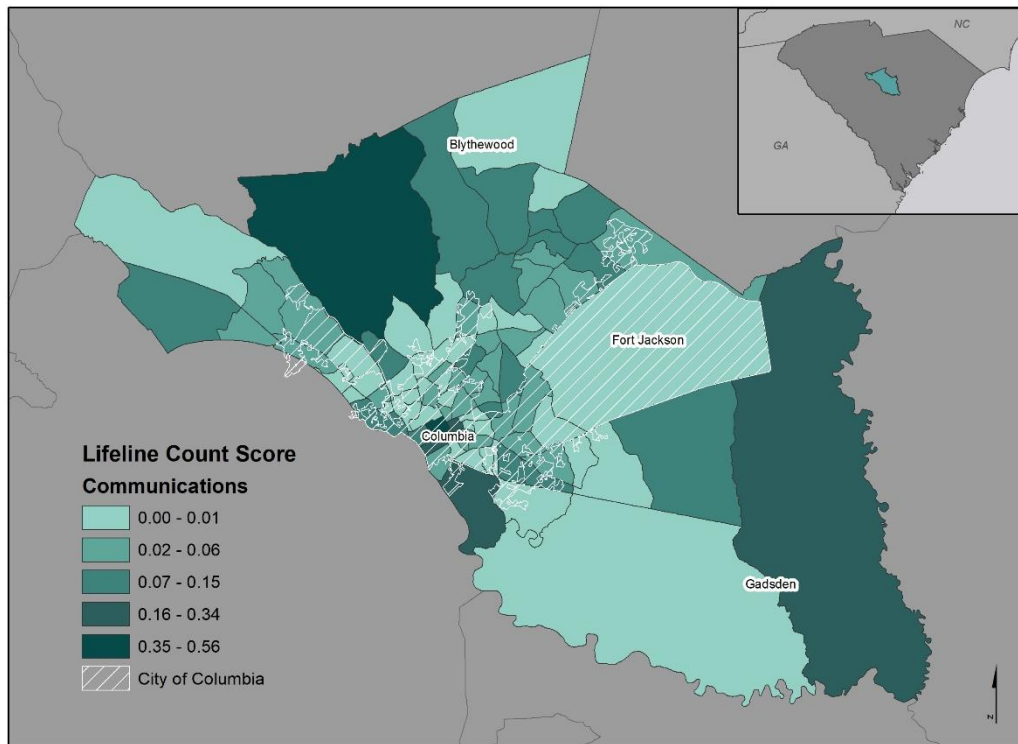 NC
GA
Blythewood
Fort Jackson
Columbia
Gadsden
Lifeline Count Score
Communications
0.00 - 0.01
0.02 - 0.06
0.07 - 0.15
0.16 - 0.34
0.35 - 0.56
City of Columbia
N